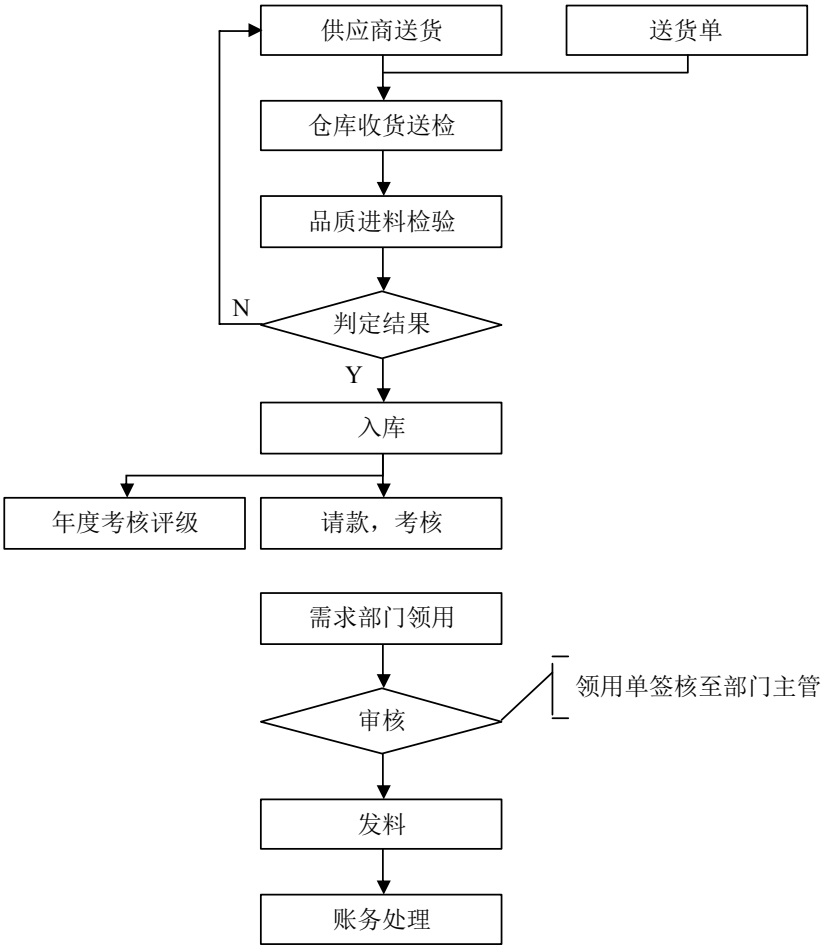 供应商送货
送货单
仓库收货送检
品质进料检验
N
判定结果
Y
入库
年度考核评级
请款，考核
需求部门领用
领用单签核至部门主管
审核
发料
账务处理